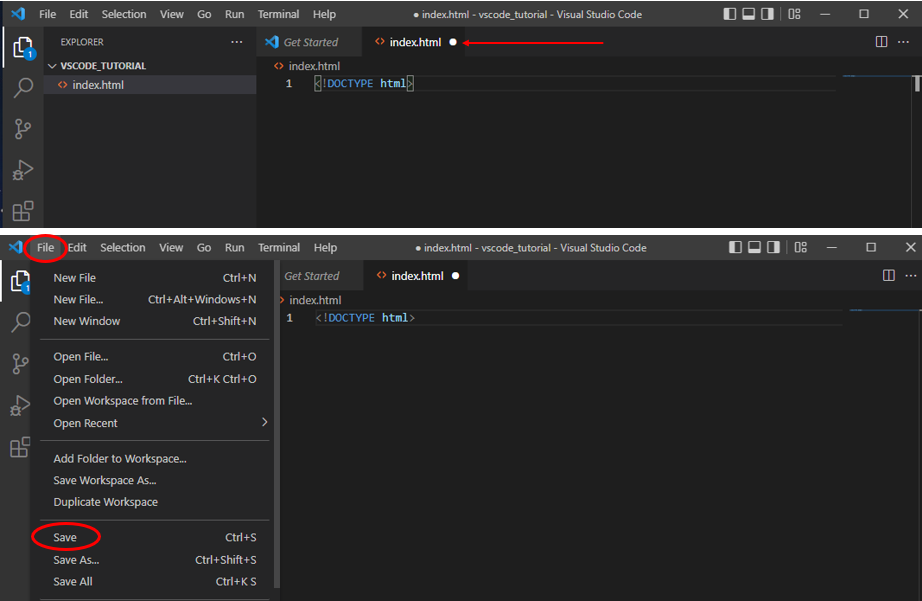 File Edit Selection View Go Run Terminal Help ● index.html - vscode_tutorial - Visual Studio Code
EXPLORER ··· Get Started <> index.html ●
VSCODE_TUTORIAL <> index.html
<> index.html 1 <!DOCTYPE html>
1
File Edit Selection View Go Run Terminal Help ● index.html - vscode_tutorial - Visual Studio Code
Get Started <> index.html ●
1
New File Ctrl+N
index.html
New File... Ctrl+Alt+Windows+N
1 <!DOCTYPE html>
New Window Ctrl+Shift+N
Open File... Ctrl+O
Open Folder... Ctrl+K Ctrl+O
Open Workspace from File...
Open Recent >
Add Folder to Workspace...
Save Workspace As...
Duplicate Workspace
Save Ctrl+S
Save As... Ctrl+Shift+S
Save All Ctrl+K S